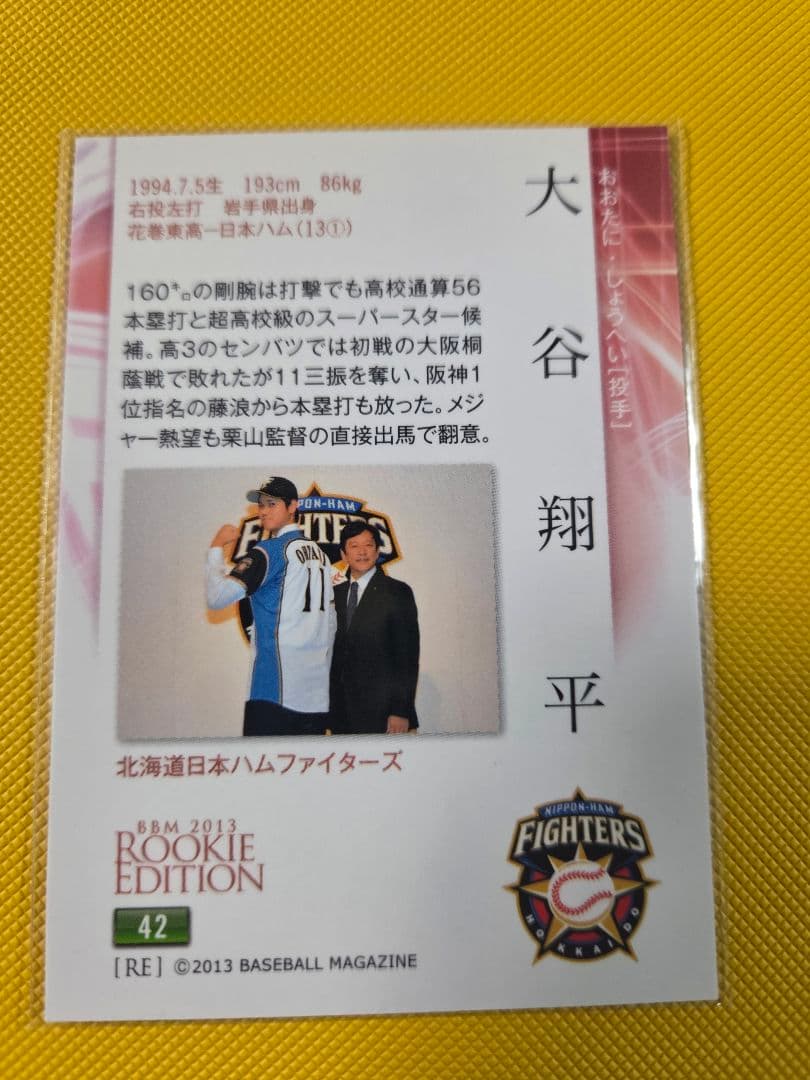 おおたに・しょうへい[投手]
大谷翔平
1994.7.5生 193cm 86kg
右投左打 岩手県出身
花巻東高―日本ハム(13①)
160㌔の剛腕は打撃でも高校通算56
本塁打と超高校級のスーパースター候
補。高3のセンバツでは初戦の大阪桐
蔭戦で敗れたが11三振を奪い、阪神1
位指名の藤浪から本塁打も放った。メジ
ャー熱望も栗山監督の直接出馬で翻意。
NIPPON-HAM
FIGHTERS
11
北海道日本ハムファイターズ
BBM 2013
ROOKIE
EDITION
42
[RE] ©2013 BASEBALL MAGAZINE
NIPPON-HAM
FIGHTERS
HOKKAIDO